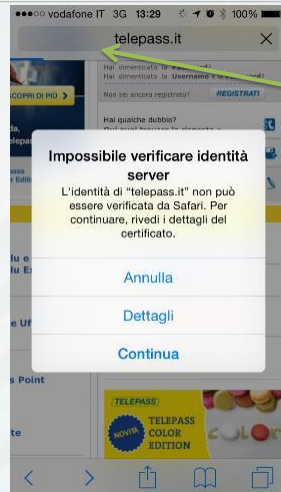 vodafone IT 3G 13:29 100%
telepass.it
Hai dimenticato la Password?
Hai dimenticato la Username e la Password?
SCOPRI DI PIÙ >
Non sei ancora registrato? REGISTRATI
Hai qualche dubbio?
Impossibile verificare identità
server
L'identità di "telepass.it" non può
essere verificata da Safari. Per
continuare, rivedi i dettagli del
certificato.
Annulla
Dettagli
Continua
s Point
TELEPASS
NOVITÀ
TELEPASS
COLOR
EDITION